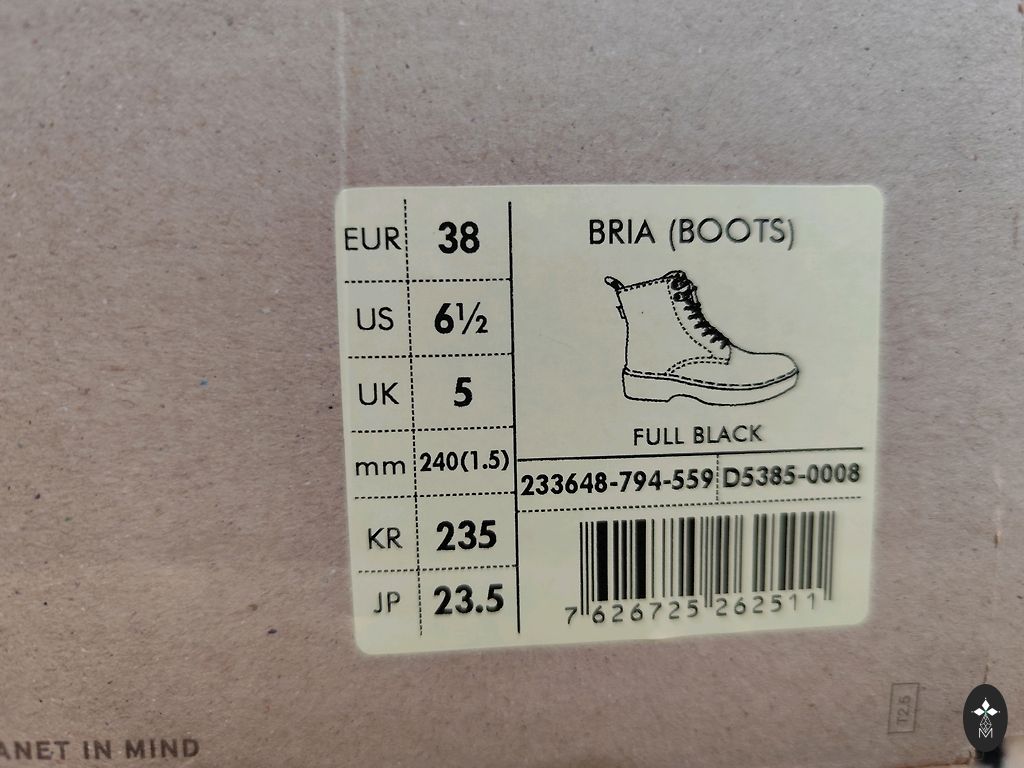 EUR 38
US 6½
UK 5
mm 240(1.5)
KR 235
JP 23.5
BRIA (BOOTS)
FULL BLACK
233648-794-559 D5385-0008
7 626725 262511
T2.6
ANET IN MIND
M